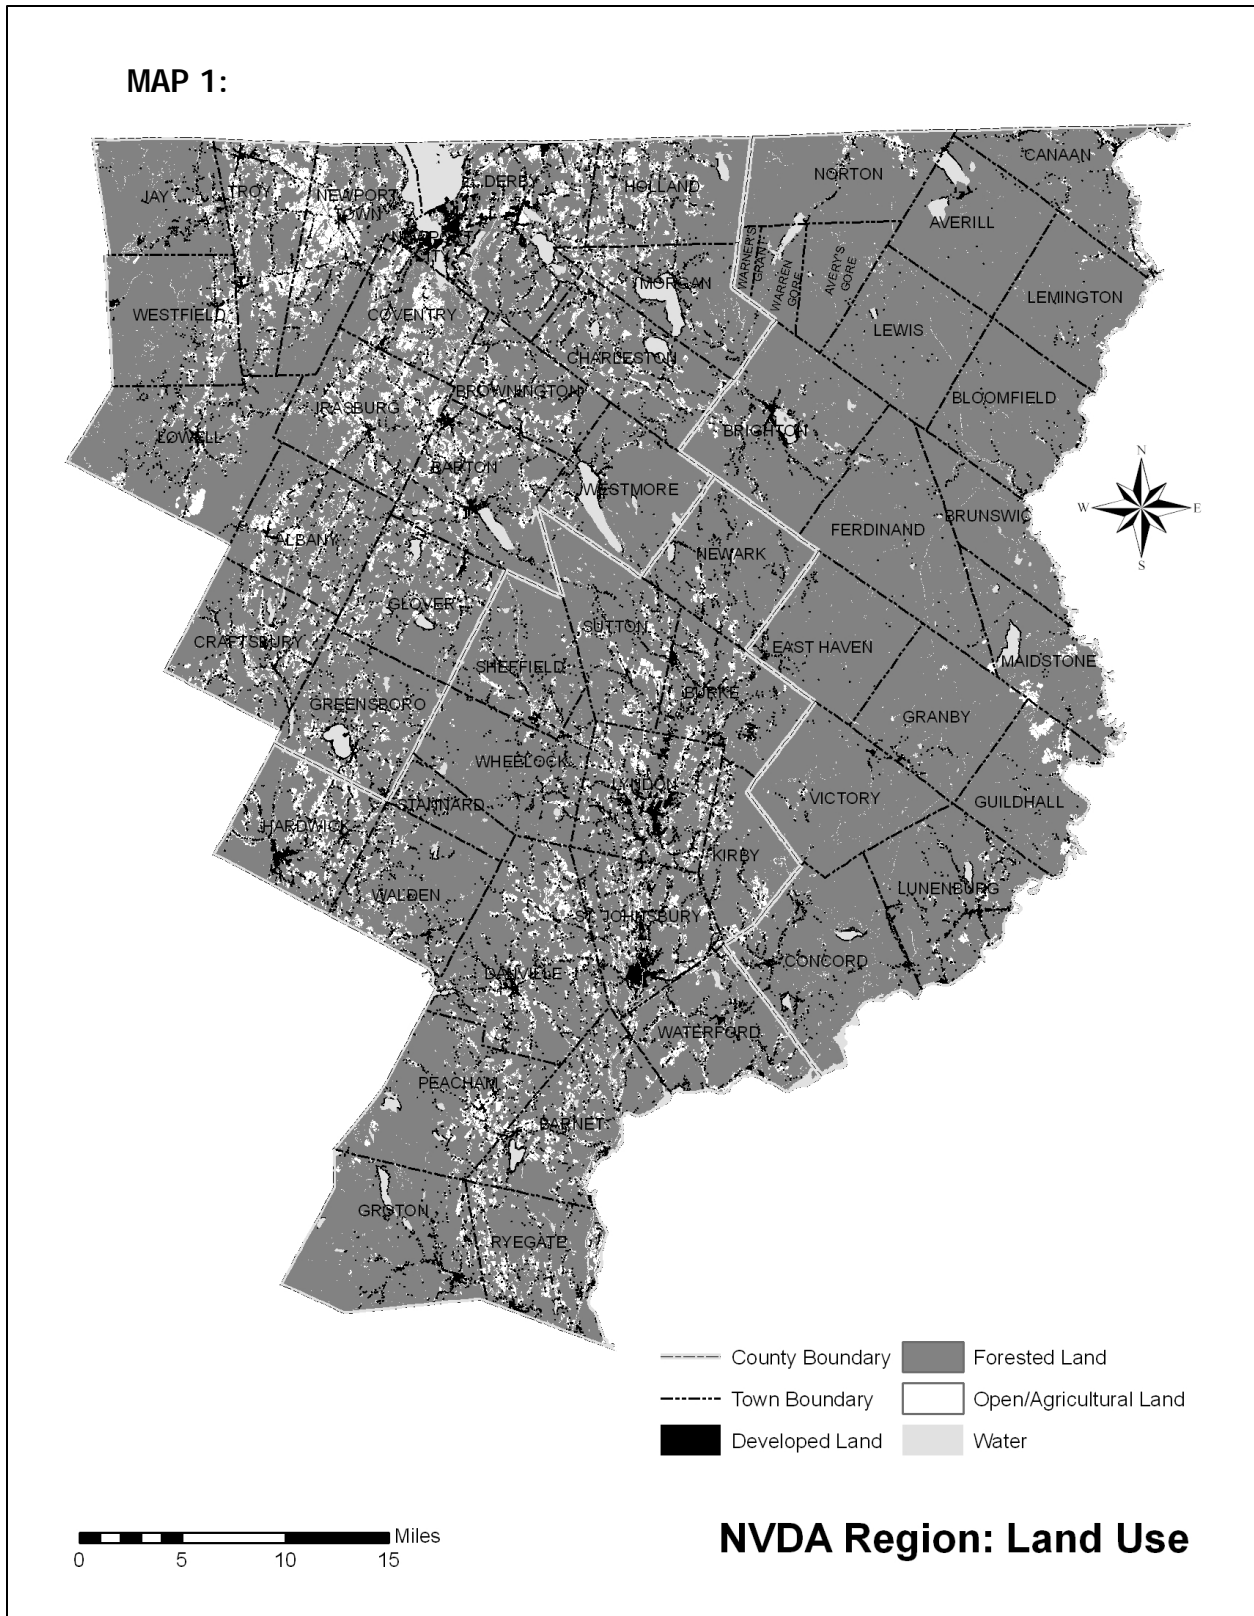 MAP 1:
CANAAN
NORTON
JAY
TROY
NEWPORT
TOWN
DERBY
HOLLAND
AVERILL
WARNER'S
GRANT
WARREN
GORE
AVERY'S
GORE
MORGAN
LEMINGTON
WESTFIELD
COVENTRY
LEWIS
CHARLESTON
BROWNINGTON
BLOOMFIELD
IRASBURG
LOWELL
BRIGHTON
BARTON
WESTMORE
N
W
E
S
BRUNSWIC
FERDINAND
ALBANY
NEWARK
GLOVER
SUTTON
CRAFTSBURY
EAST HAVEN
MAIDSTONE
SHEFFIELD
BURKE
GREENSBORO
GRANBY
WHEELOCK
LYNDON
STANNARD
VICTORY
GUILDHALL
HARDWICK
KIRBY
WALDEN
LUNENBURG
ST. JOHNSBURY
DANVILLE
CONCORD
WATERFORD
PEACHAM
BARNET
GROTON
RYEGATE
County Boundary
Forested Land
Town Boundary
Open/Agricultural Land
Developed Land
Water
Miles
0 5 10 15
NVDA Region: Land Use